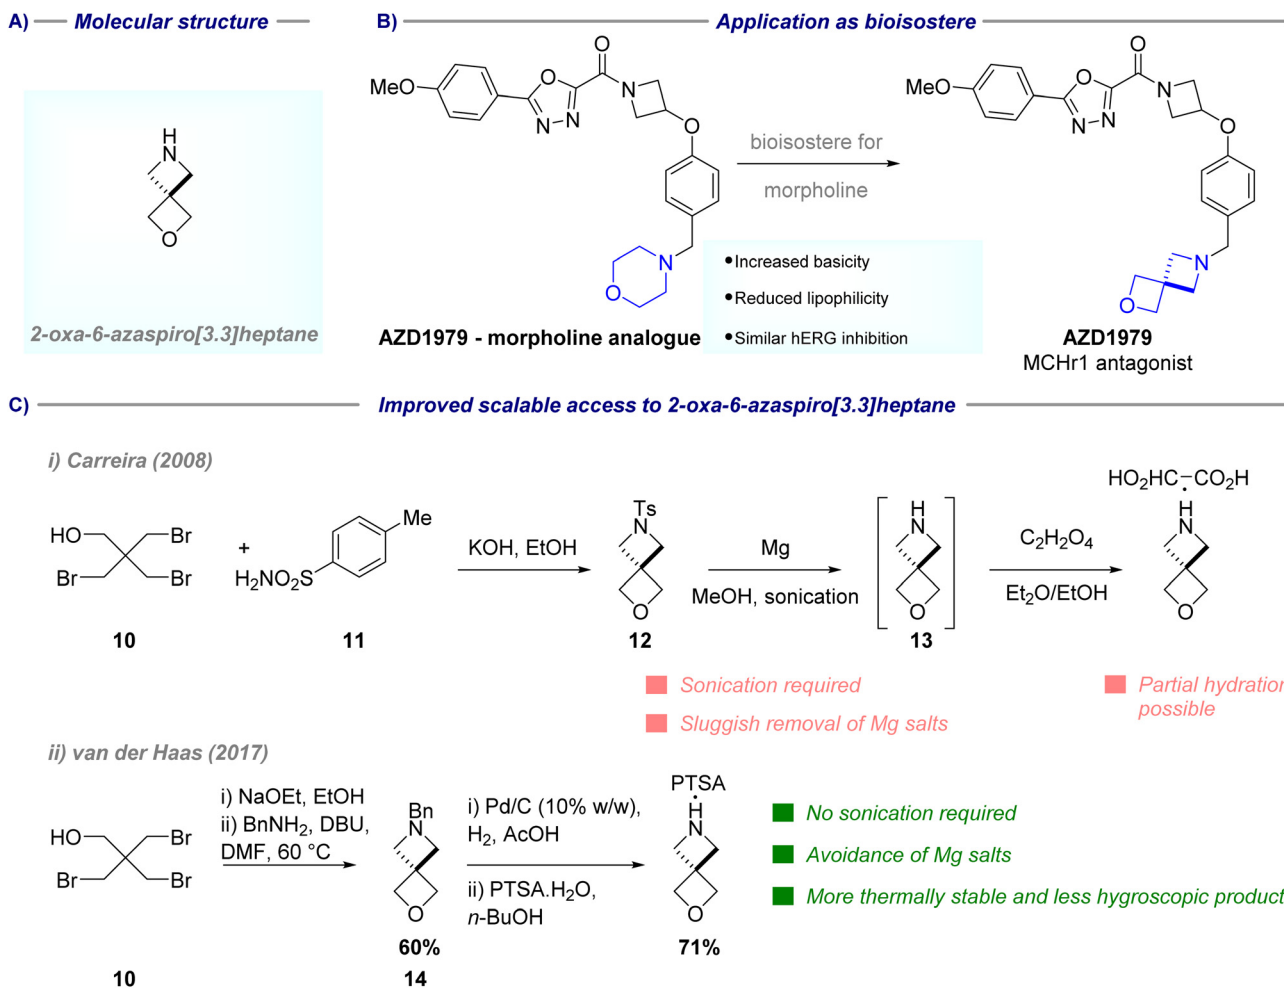 A) Molecular structure
B) Application as bioisostere
H
N
O
2-oxa-6-azaspiro[3.3]heptane
MeO
O
N N
O
N
O
N
O
AZD1979 - morpholine analogue
bioisostere for
morpholine
•Increased basicity
•Reduced lipophilicity
•Similar hERG inhibition
MeO
O
N N
O
N
O
N
O
AZD1979
MCHr1 antagonist
C) Improved scalable access to 2-oxa-6-azaspiro[3.3]heptane
i) Carreira (2008)
HO Br
Br Br
10
+
Me
H₂NO₂S
11
KOH, EtOH
Ts
N
O
12
Mg
MeOH, sonication
H
N
O
13
C₂H₂O₄
Et₂O/EtOH
HO₂HC–CO₂H
H
N
O
Sonication required
Sluggish removal of Mg salts
Partial hydration
possible
ii) van der Haas (2017)
HO Br
Br Br
10
i) NaOEt, EtOH
ii) BnNH₂, DBU,
DMF, 60 °C
Bn
N
O
60%
14
i) Pd/C (10% w/w),
H₂, AcOH
ii) PTSA.H₂O,
n-BuOH
PTSA
H
N
O
71%
No sonication required
Avoidance of Mg salts
More thermally stable and less hygroscopic product